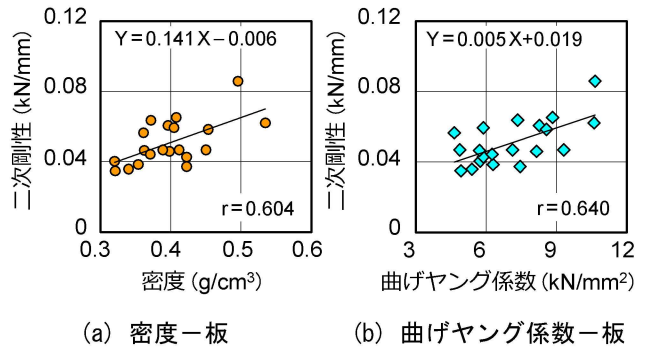 二次剛性 (kN/mm)
0.12
0.08
0.04
0
Y=0.141X−0.006
r=0.604
0.3 0.4 0.5 0.6
密度 (g/cm³)
(a) 密度－板
二次剛性 (kN/mm)
0.12
0.08
0.04
0
Y=0.005X+0.019
r=0.640
3 6 9 12
曲げヤング係数 (kN/mm²)
(b) 曲げヤング係数－板